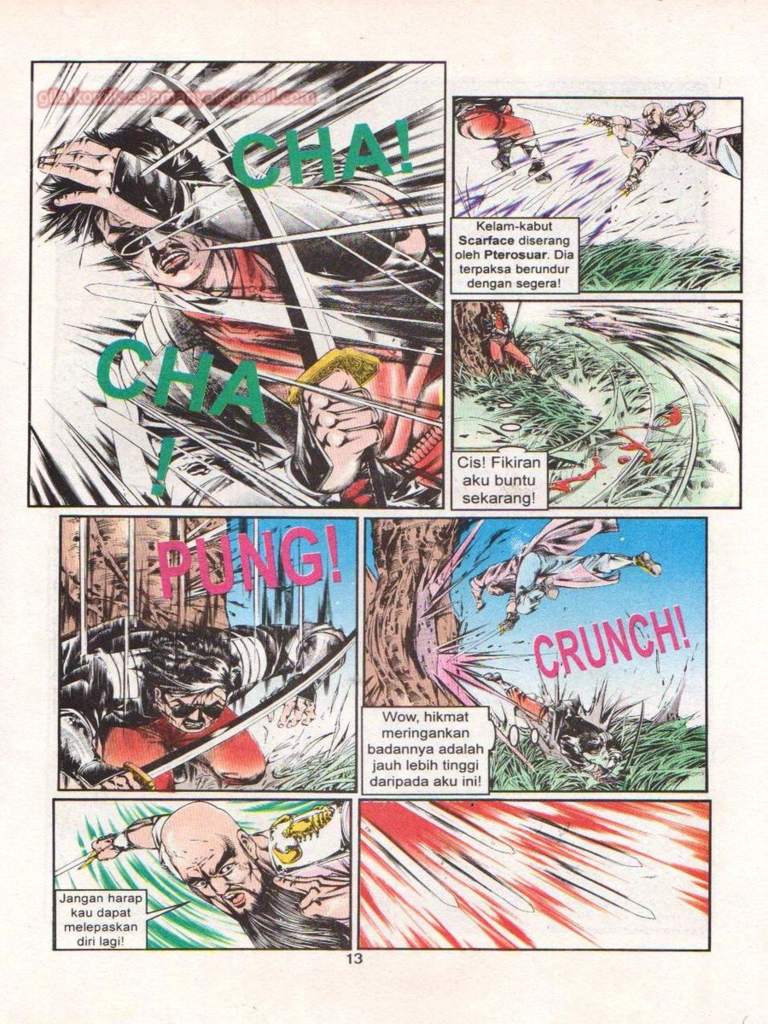 CHA!
CHA
!
Kelam-kabut
Scarface diserang
oleh Pterosuar. Dia
terpaksa berundur
dengan segera!
Cis! Fikiran
aku buntu
sekarang!
PUNG!
CRUNCH!
Wow, hikmat
meringankan
badannya adalah
jauh lebih tinggi
daripada aku ini!
Jangan harap
kau dapat
melepaskan
diri lagi!
13